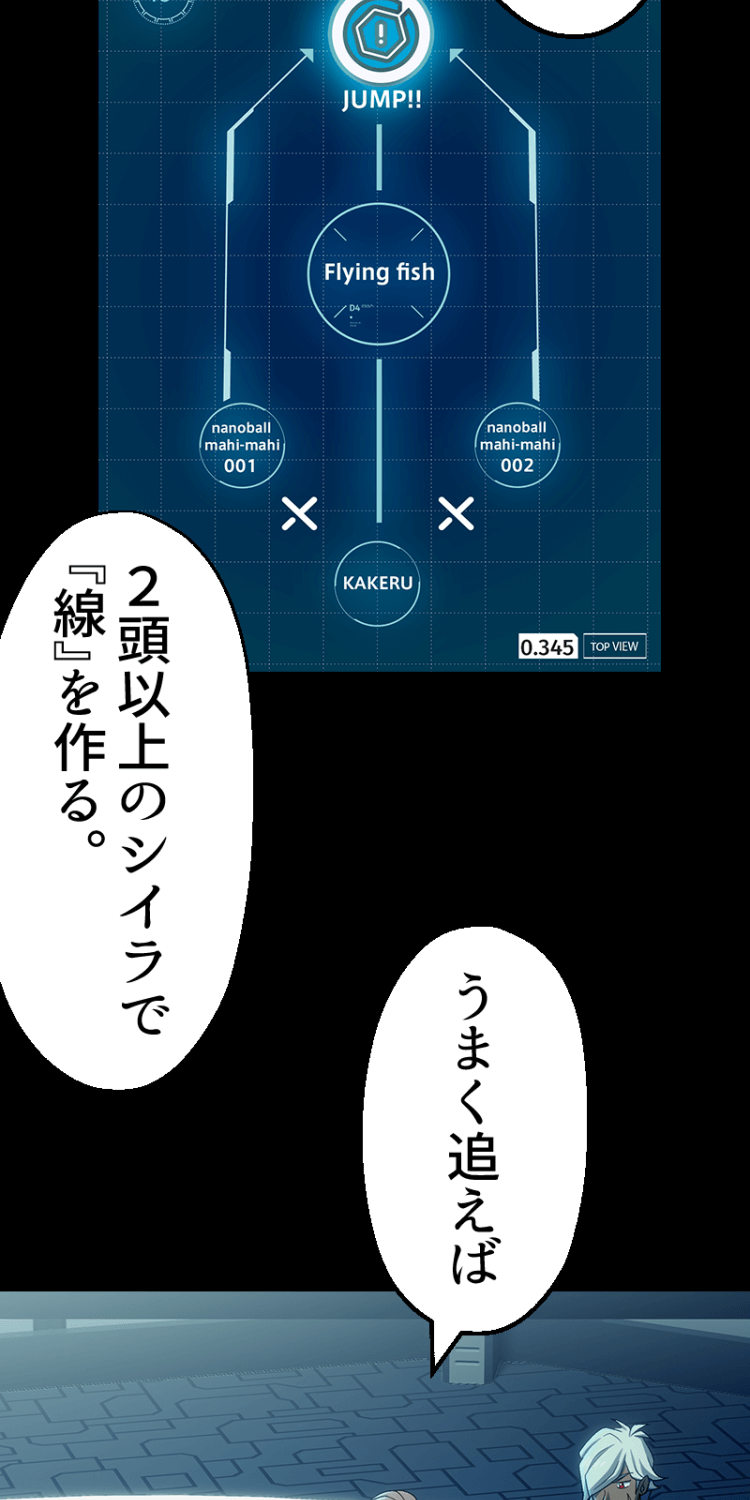 JUMP!!
Flying fish
D4
nanoball
mahi-mahi
001
nanoball
mahi-mahi
002
KAKERU
0.345
TOP VIEW
2頭以上のシイラで
『線』を作る。
うまく追えば